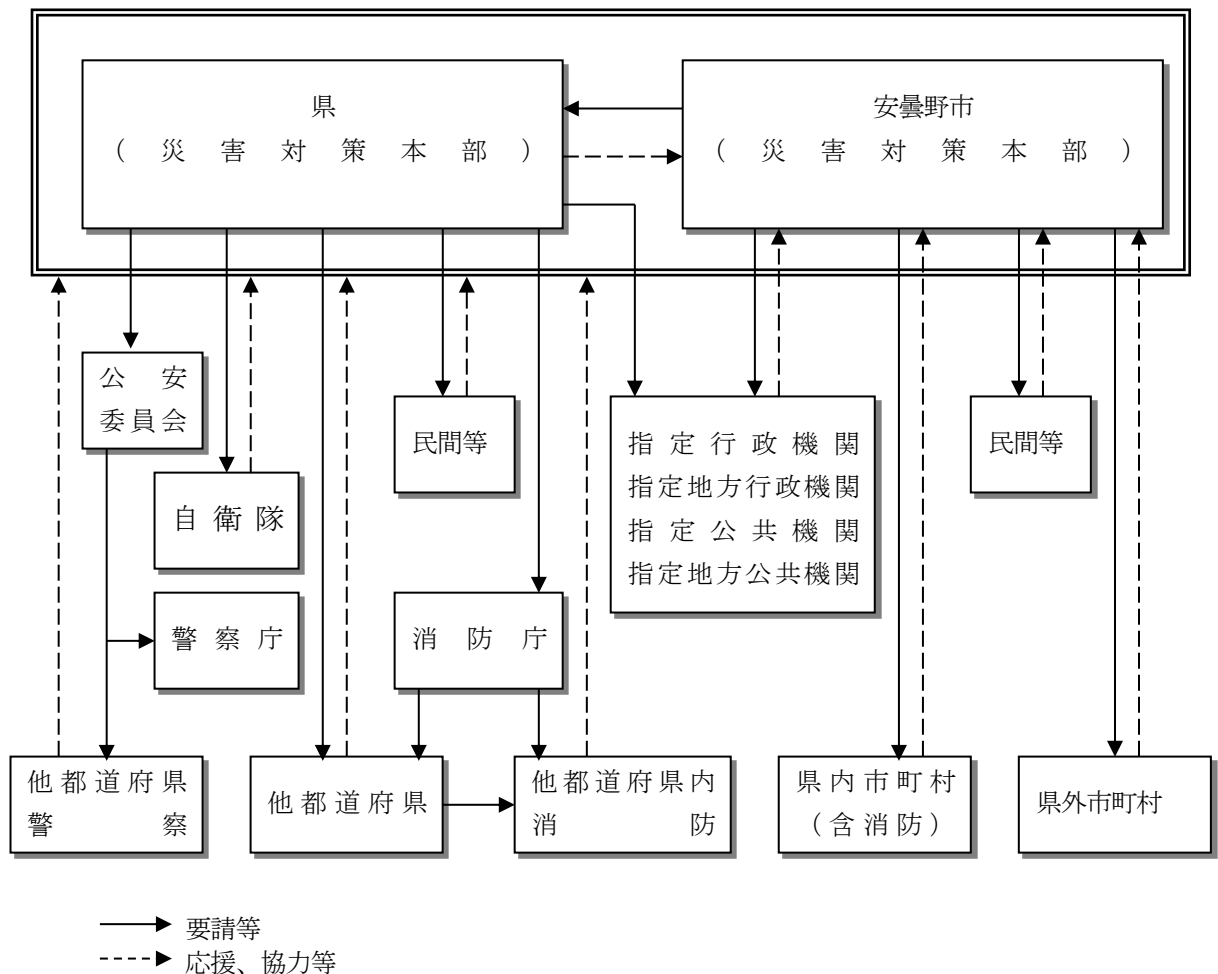 県
(災害対策本部)
安曇野市
(災害対策本部)
公安
委員会
自衛隊
民間等
指定行政機関
指定地方行政機関
指定公共機関
指定地方公共機関
民間等
警察庁
消防庁
他都道府県
警察
他都道府県
他都道府県内
消防
県内市町村
(含消防)
県外市町村
要請等
応援、協力等